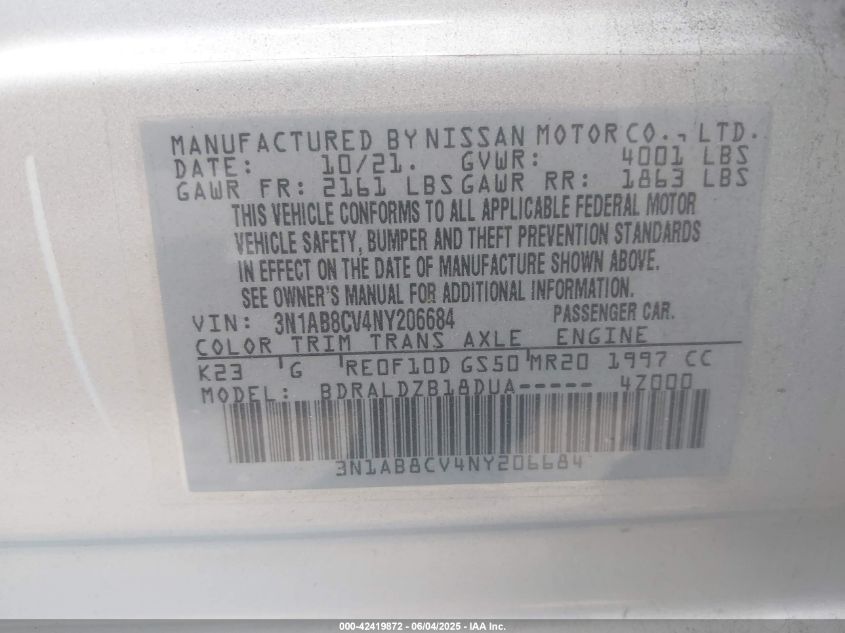 MANUFACTURED BY NISSAN MOTOR CO., LTD.
DATE: 10/21. GVWR: 4001 LBS
GAWR FR: 2161 LBS GAWR RR: 1863 LBS
THIS VEHICLE CONFORMS TO ALL APPLICABLE FEDERAL MOTOR
VEHICLE SAFETY, BUMPER AND THEFT PREVENTION STANDARDS
IN EFFECT ON THE DATE OF MANUFACTURE SHOWN ABOVE.
SEE OWNER'S MANUAL FOR ADDITIONAL INFORMATION.
VIN: 3N1AB8CV4NY206684 PASSENGER CAR.
COLOR TRIM TRANS AXLE ENGINE
K23 G RE0F10D GS50 MR20 1997 CC
MODEL: BDRALDZB18DUA----- 4Z000
3N1AB8CV4NY206684
000-42419872 - 06/04/2025 - IAA Inc.